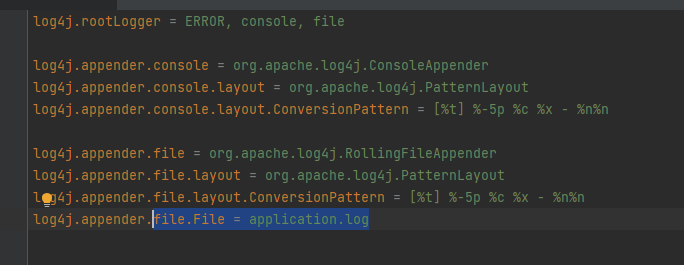 log4j.rootLogger = ERROR, console, file
log4j.appender.console = org.apache.log4j.ConsoleAppender
log4j.appender.console.layout = org.apache.log4j.PatternLayout
log4j.appender.console.layout.ConversionPattern = [%t] %-5p %c %x - %n%n
log4j.appender.file = org.apache.log4j.RollingFileAppender
log4j.appender.file.layout = org.apache.log4j.PatternLayout
log4j.appender.file.layout.ConversionPattern = [%t] %-5p %c %x - %n%n
log4j.appender.file.File = application.log